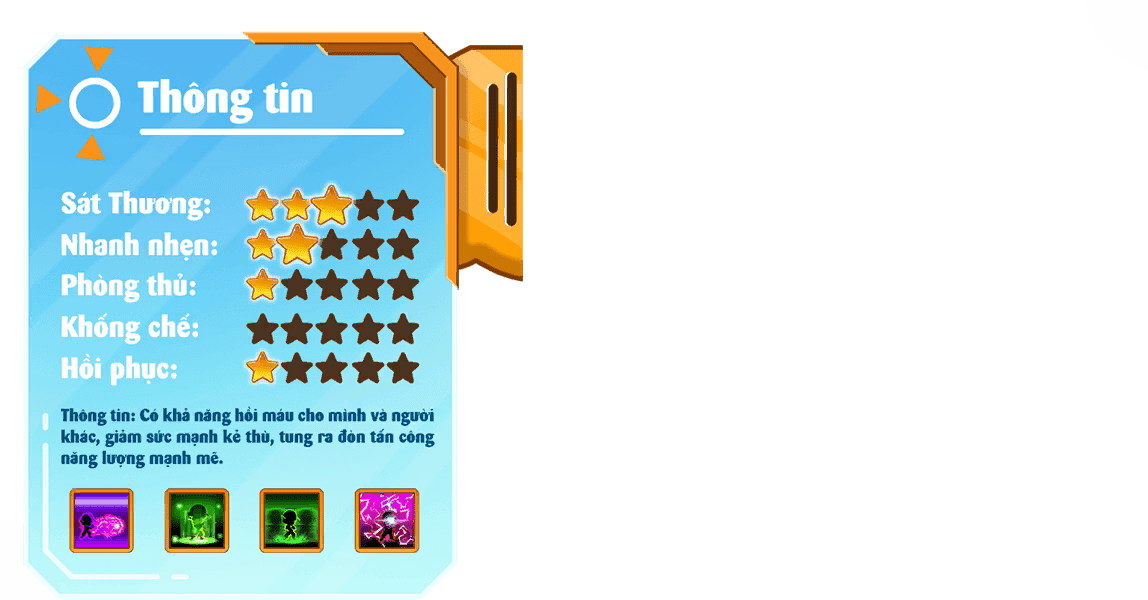 Thông tin
Sát Thương:
Nhanh nhẹn:
Phòng thủ:
Khống chế:
Hồi phục:
Thông tin: Có khả năng hồi máu cho mình và người
khác, giảm sức mạnh kẻ thù, tung ra đòn tấn công
năng lượng mạnh mẽ.